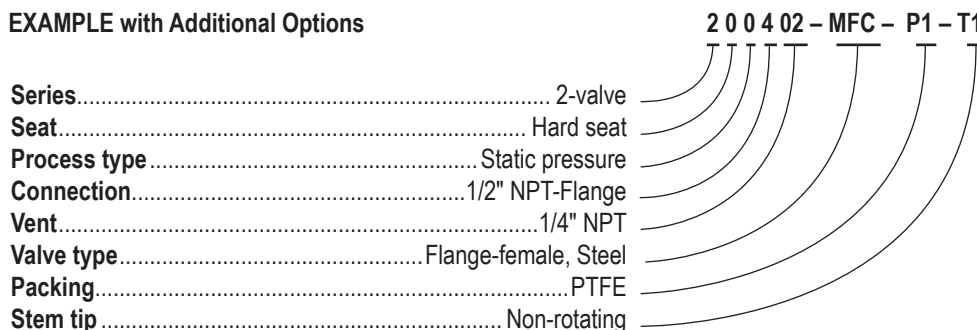 EXAMPLE with Additional Options 2 0 0 4 02 – MFC – P1 – T1
Series........................................................................................ 2-valve
Seat.................................................................................... Hard seat
Process type.............................................................. Static pressure
Connection.................................................................1/2" NPT-Flange
Vent....................................................................................1/4" NPT
Valve type.......................................................Flange-female, Steel
Packing....................................................................................PTFE
Stem tip....................................................................... Non-rotating